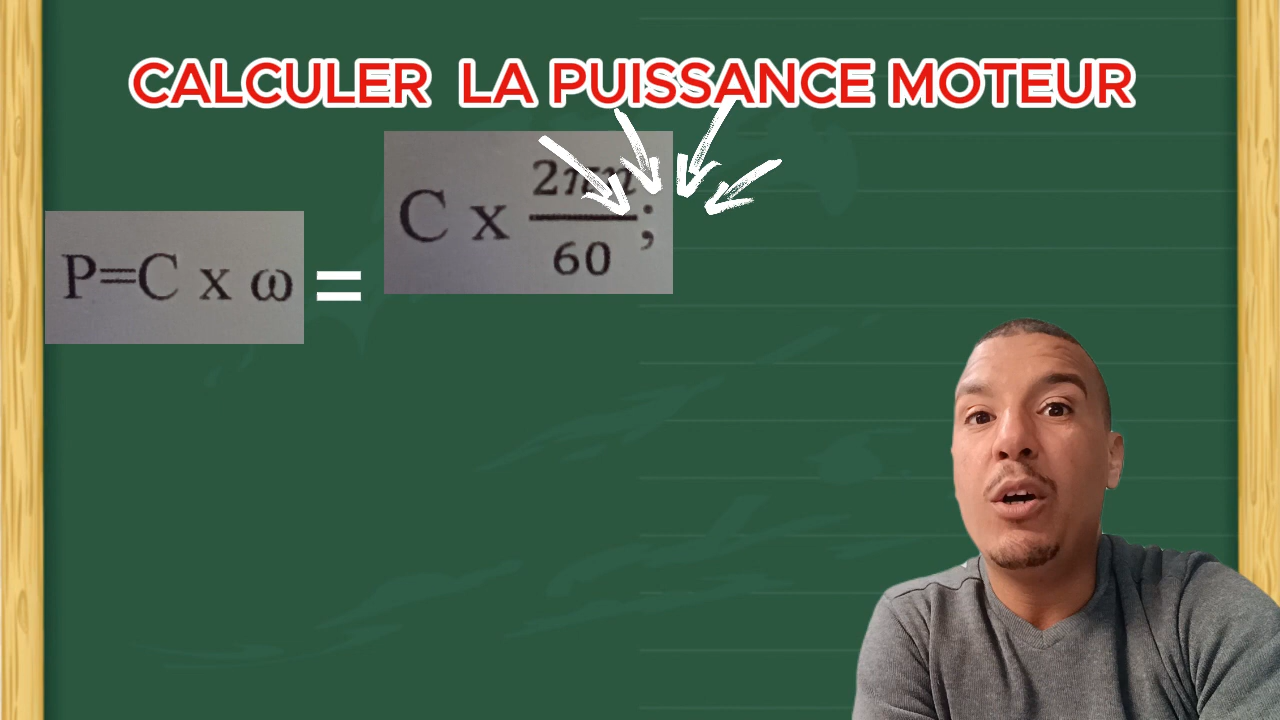 CALCULER LA PUISSANCE MOTEUR
P=C x ω = C x 2πn/60;